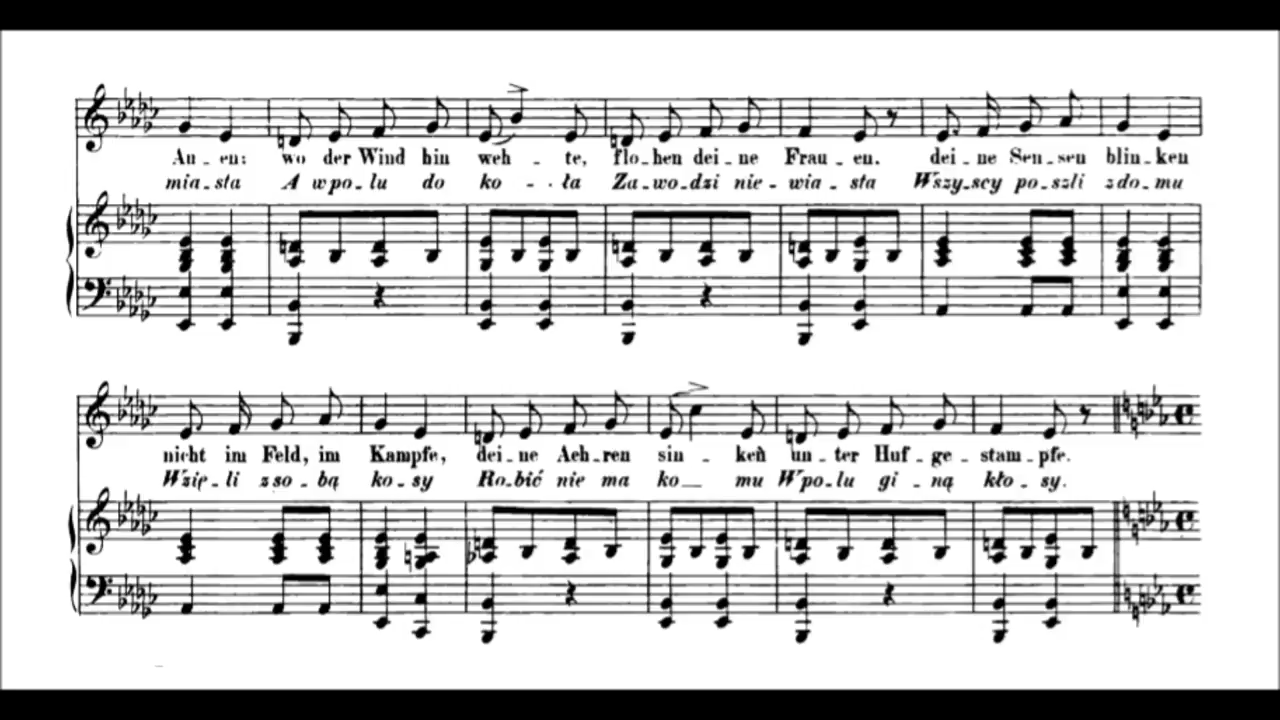 Au - en: wo der Wind hin weh - te, flo-hen dei-ne Frau - en. dei-ne Sen-sen blin-ken
mia-sta A w po-lu do ko - ła Za-wo-dzi nie-wia-sta Wszy-scy po-szli z do-mu
nicht im Feld, im Kampfe, dei-ne Aeh-ren sin - ken un-ter Huf-ge-stam-pfe.
Wzię-li z so-bą ko-sy Ro-bić nie ma ko - mu W po-lu gi-ną kło-sy.